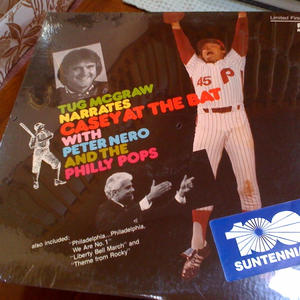 Limited First
TUG McGRAW
NARRATES
CASEY AT THE BAT
WITH
PETER NERO
AND THE
PHILLY POPS
45
P
also included: "Philadelphia...Philadelphia,
We Are No. 1"
"Liberty Bell March" and
"Theme from Rocky"
100
SUNTENNI